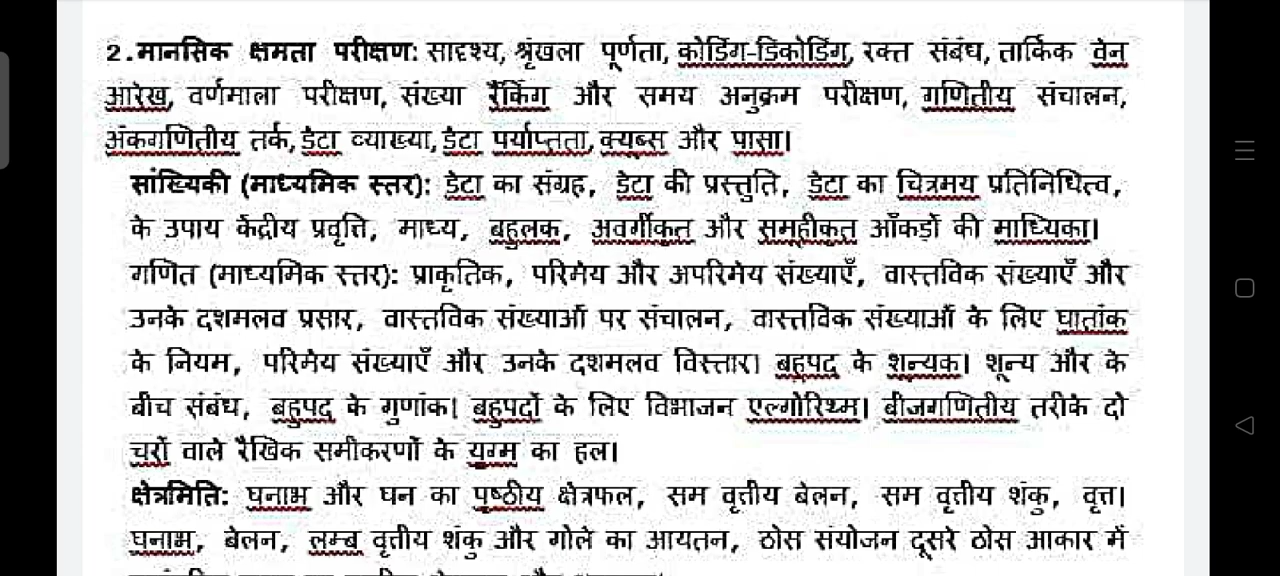 2.मानसिक क्षमता परीक्षण: सादृश्य, श्रृंखला पूर्णता, कोडिंग-डिकोडिंग, रक्त संबंध, तार्किक वेन
आरेख, वर्णमाला परीक्षण, संख्या रैंकिंग और समय अनुक्रम परीक्षण, गणितीय संचालन,
अंकगणितीय तर्क, डेटा व्याख्या, डेटा पर्याप्तता, क्यूब्स और पासा।
सांख्यिकी (माध्यमिक स्तर): डेटा का संग्रह, डेटा की प्रस्तुति, डेटा का चित्रमय प्रतिनिधित्व,
के उपाय केंद्रीय प्रवृत्ति, माध्य, बहुलक, अवर्गीकृत और समूहीकृत आँकड़ों की माध्यिका।
गणित (माध्यमिक स्तर): प्राकृतिक, परिमेय और अपरिमेय संख्याएँ, वास्तविक संख्याएँ और
उनके दशमलव प्रसार, वास्तविक संख्याओं पर संचालन, वास्तविक संख्याओं के लिए घातांक
के नियम, परिमेय संख्याएँ और उनके दशमलव विस्तार। बहुपद के शून्यक। शून्य और के
बीच संबंध, बहुपद के गुणांक। बहुपदों के लिए विभाजन एल्गोरिथ्म। बीजगणितीय तरीके दो
चरों वाले रैखिक समीकरणों के युग्म का हल।
क्षेत्रमिति: घनाभ और घन का पृष्ठीय क्षेत्रफल, सम वृत्तीय बेलन, सम वृत्तीय शंकु, वृत्त।
घनाभ, बेलन, लम्ब वृत्तीय शंकु और गोले का आयतन, ठोस संयोजन दूसरे ठोस आकार में